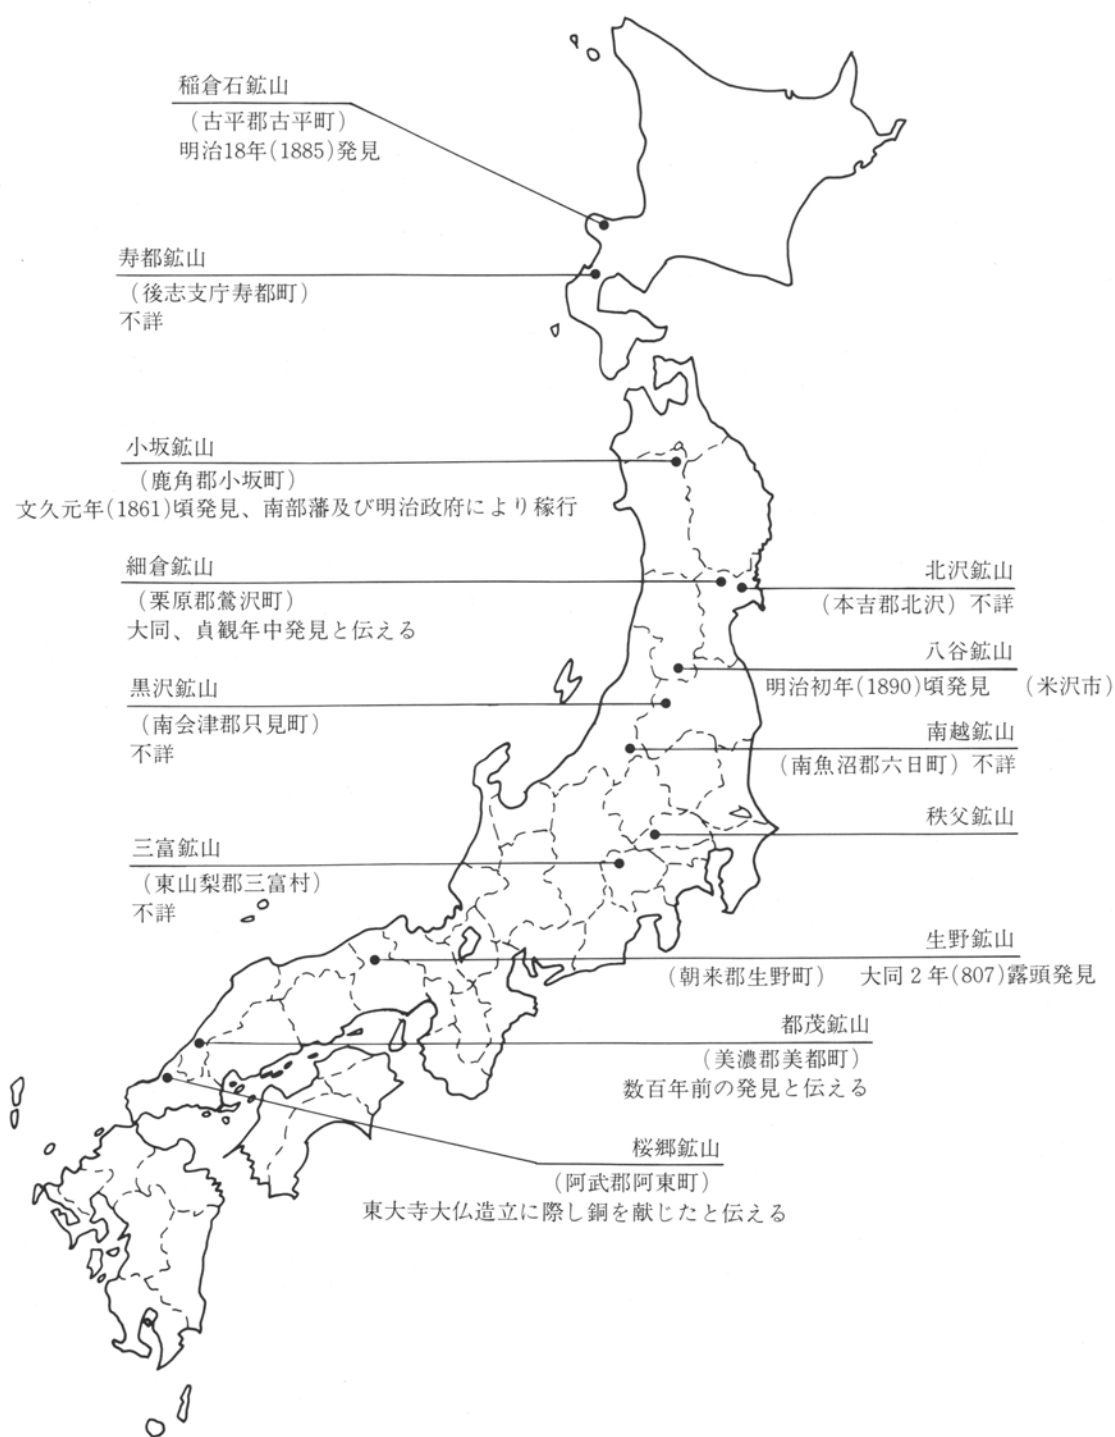 稲倉石鉱山
(古平郡古平町)
明治18年(1885)発見
寿都鉱山
(後志支庁寿都町)
不詳
小坂鉱山
(鹿角郡小坂町)
文久元年(1861)頃発見、南部藩及び明治政府により稼行
細倉鉱山
(栗原郡鶯沢町)
大同、貞観年中発見と伝える
北沢鉱山
(本吉郡北沢) 不詳
八谷鉱山
明治初年(1890)頃発見 (米沢市)
黒沢鉱山
(南会津郡只見町)
不詳
南越鉱山
(南魚沼郡六日町) 不詳
秩父鉱山
三富鉱山
(東山梨郡三富村)
不詳
生野鉱山
(朝来郡生野町) 大同2年(807)露頭発見
都茂鉱山
(美濃郡美都町)
数百年前の発見と伝える
桜郷鉱山
(阿武郡阿東町)
東大寺大仏造立に際し銅を献じたと伝える